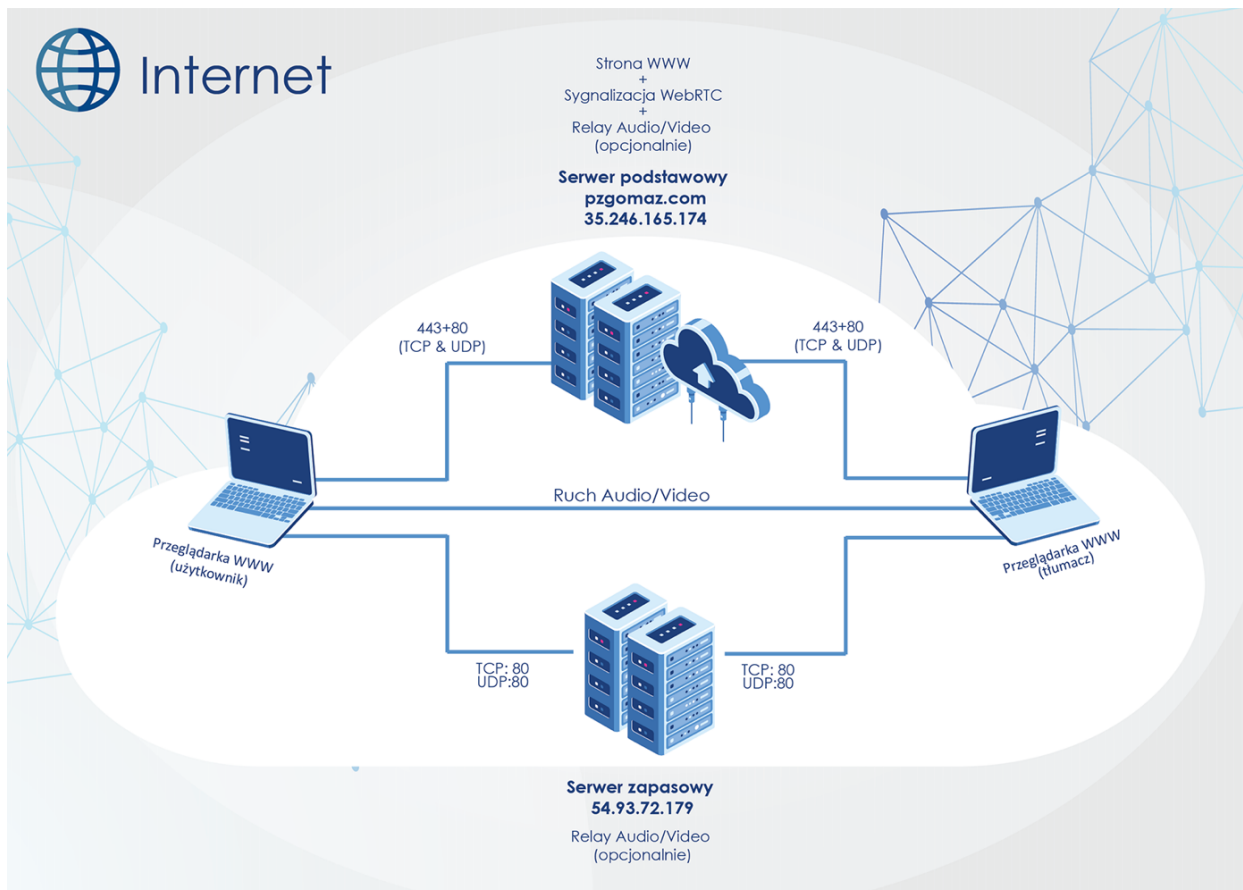 Internet
Strona WWW
+
Sygnalizacja WebRTC
+
Relay Audio/Video
(opcjonalnie)
Serwer podstawowy
pzgomaz.com
35.246.165.174
443+80
(TCP & UDP)
443+80
(TCP & UDP)
Ruch Audio/Video
Przeglądarka WWW
(użytkownik)
Przeglądarka WWW
(tłumacz)
TCP: 80
UDP:80
TCP: 80
UDP:80
Serwer zapasowy
54.93.72.179
Relay Audio/Video
(opcjonalnie)